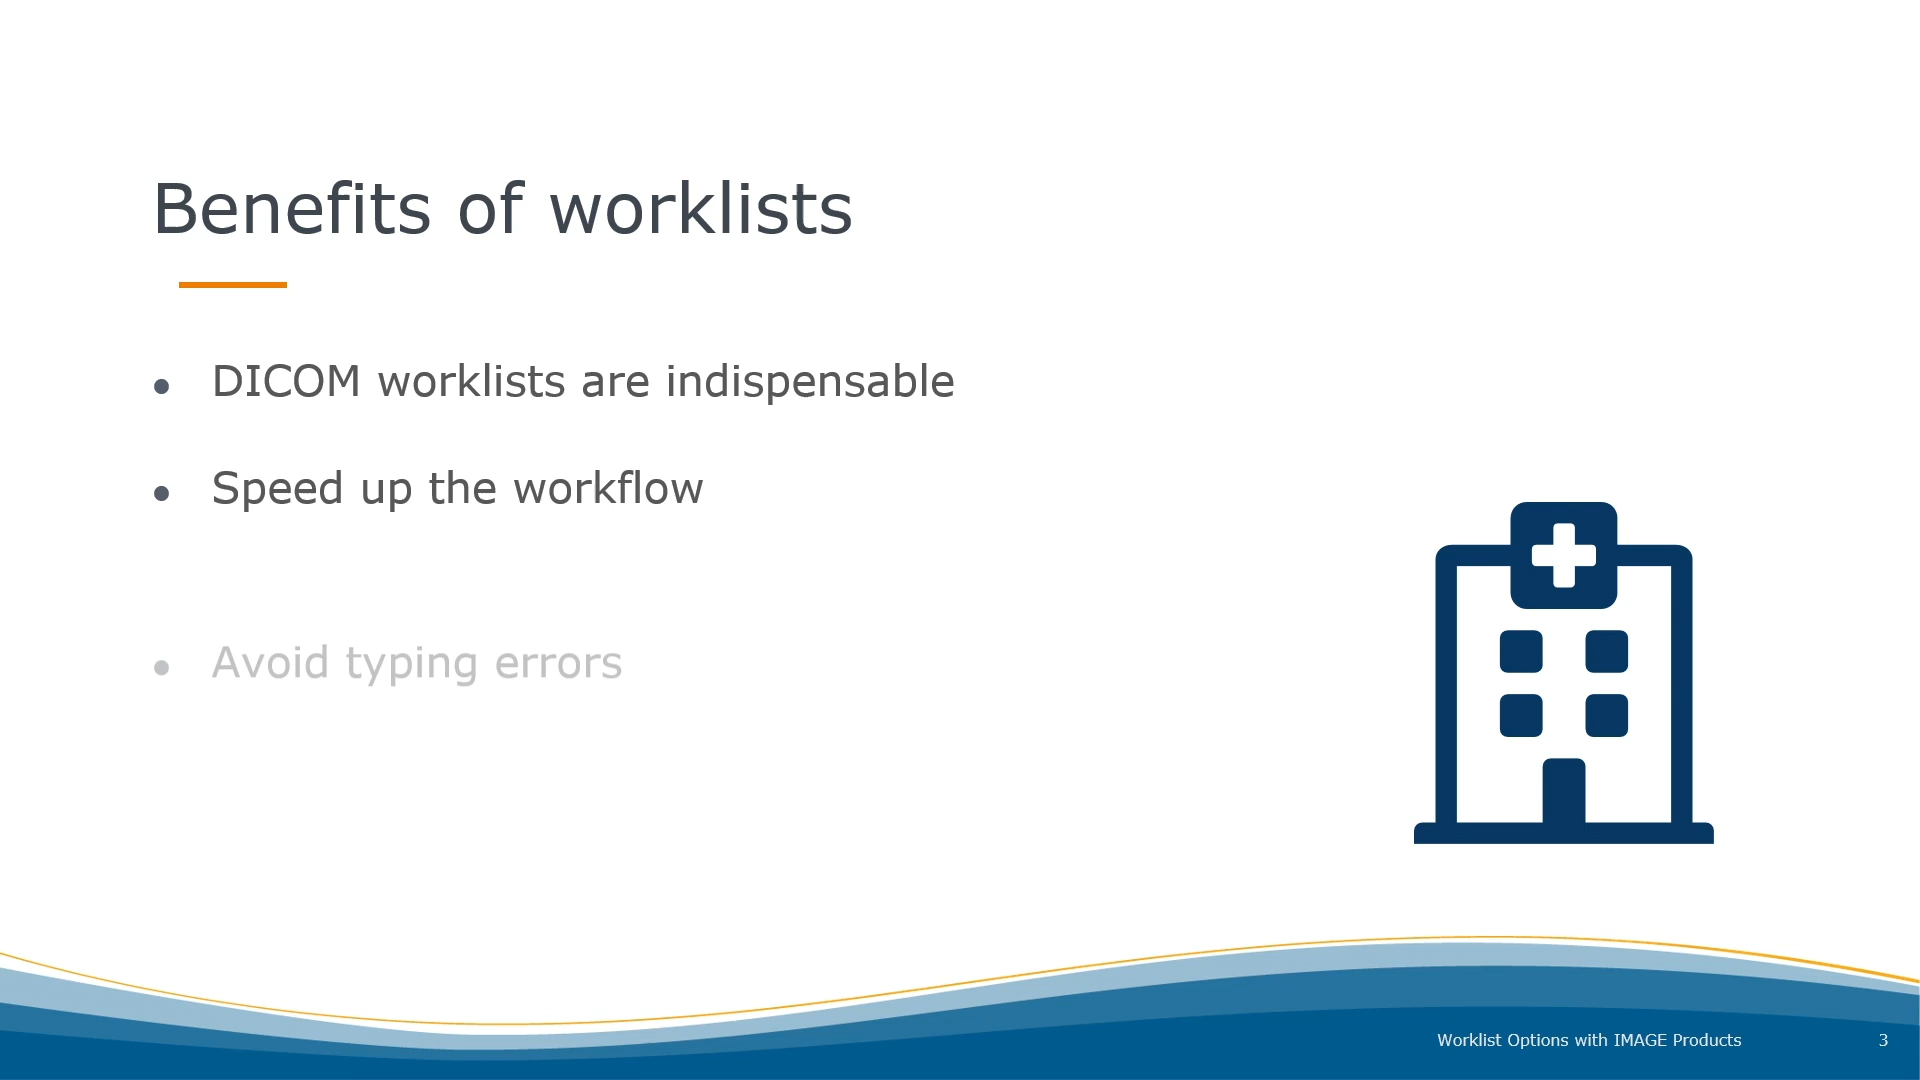 Benefits of worklists
• DICOM worklists are indispensable
• Speed up the workflow
• Avoid typing errors
Worklist Options with IMAGE Products
3